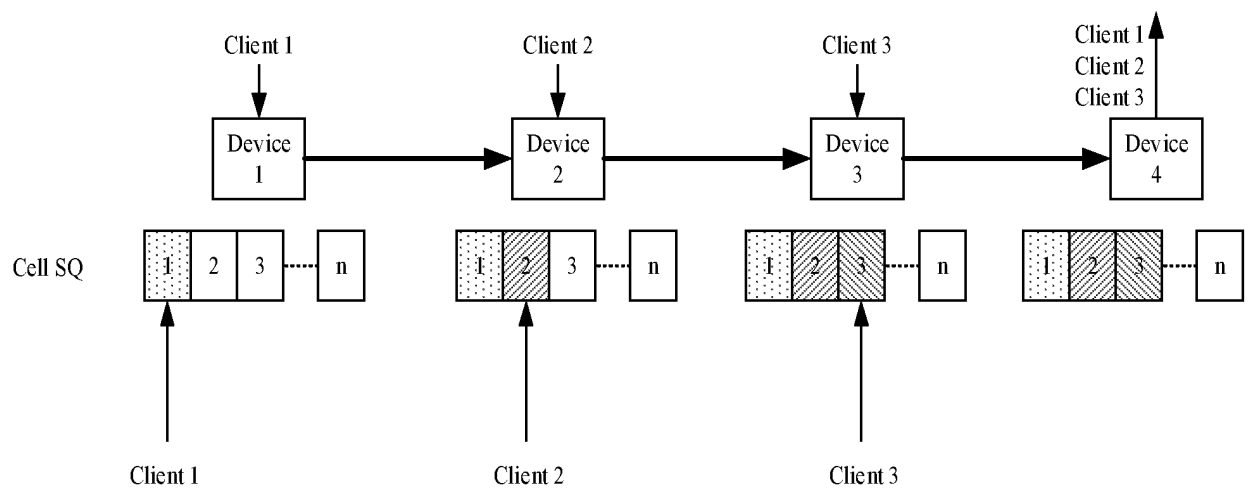 Client 1
Client 2
Client 3
Client 1
Client 2
Client 3
Device
1
Device
2
Device
3
Device
4
Cell SQ
1 2 3 n
1 2 3 n
1 2 3 n
1 2 3 n
Client 1
Client 2
Client 3